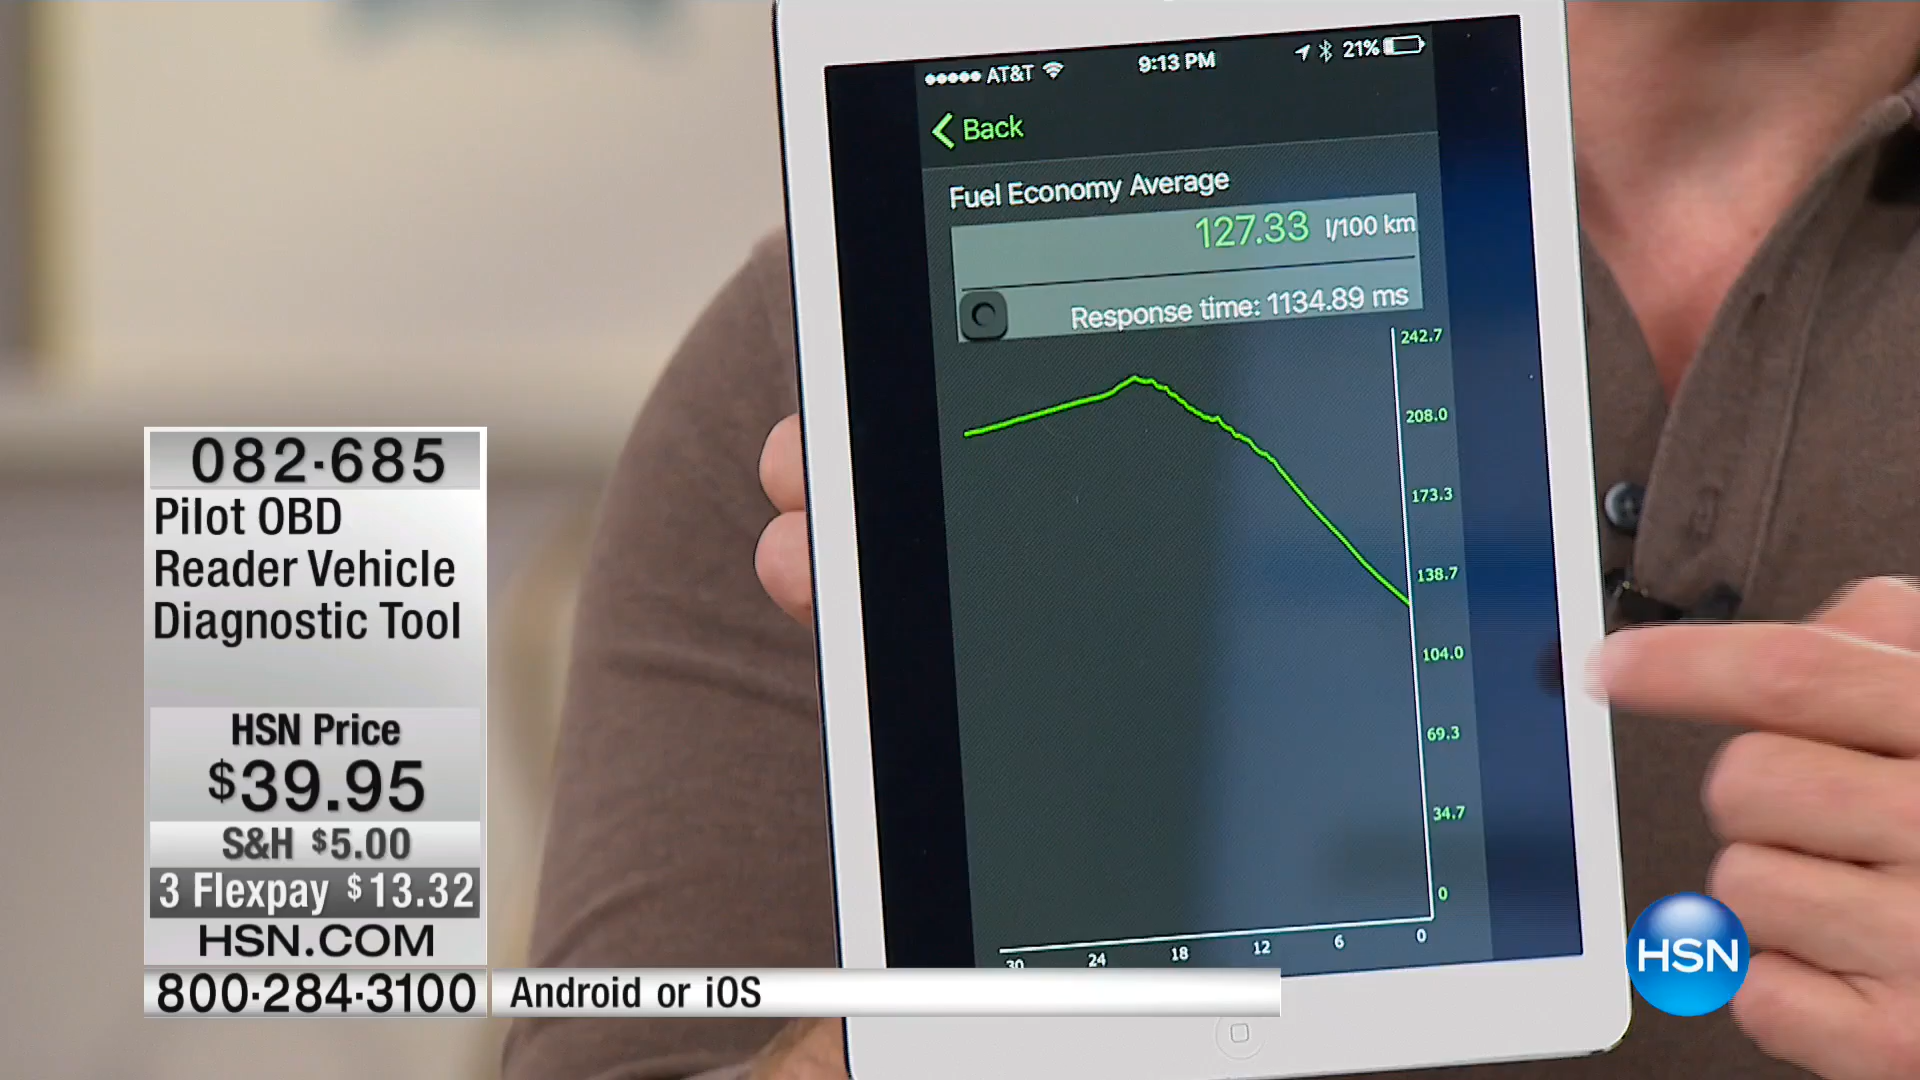 AT&T 9:13 PM 21%
Back
Fuel Economy Average
127.33 l/100 km
Response time: 1134.89 ms
242.7
208.0
173.3
138.7
104.0
69.3
34.7
0
30 24 18 12 6 0
082·685
Pilot OBD
Reader Vehicle
Diagnostic Tool
HSN Price
$39.95
S&H $5.00
3 Flexpay $13.32
HSN.COM
800·284·3100
Android or iOS
HSN